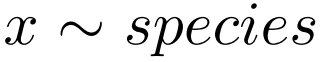 x ∼ species